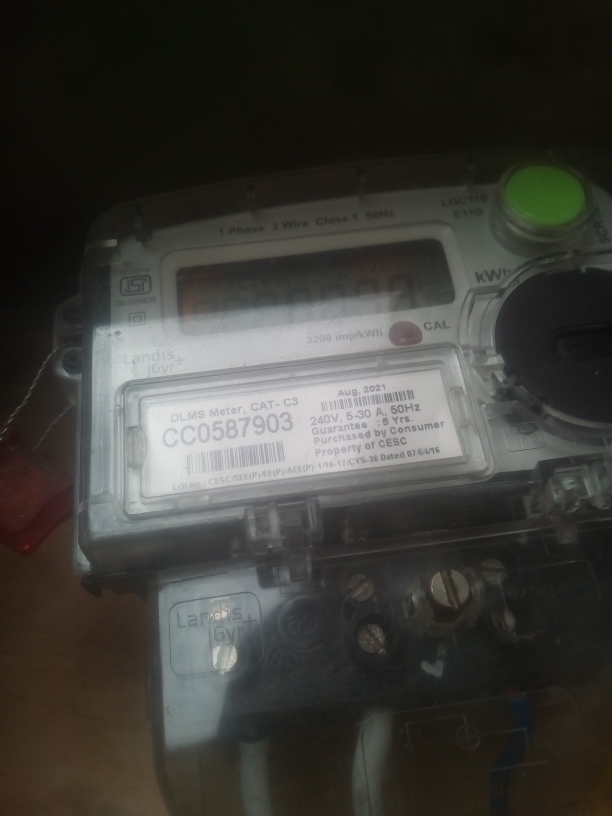 1 Phase 2 Wire Class 1 50Hz
kWh
3200 imp/kWh
CAL
Landis
Gyr+
Aug, 2021
DLMS Meter, CAT- C3
CC0587903
240V, 5-30 A, 50Hz
Guarantee : 5 Yrs.
Purchased by Consumer
Property of CESC
Landis
Gyr+